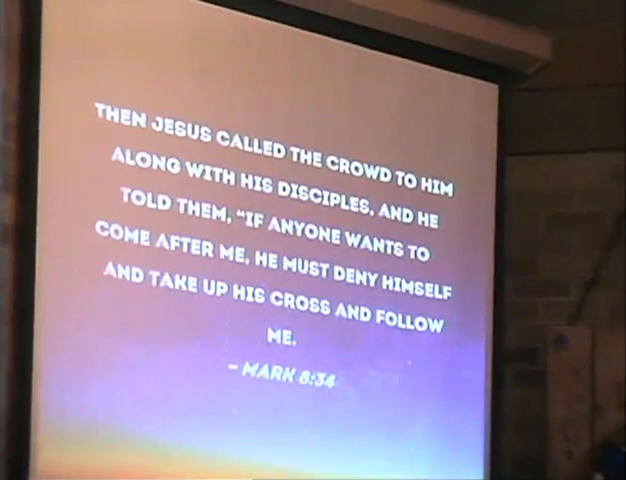 THEN JESUS CALLED THE CROWD TO HIM
ALONG WITH HIS DISCIPLES, AND HE
TOLD THEM, “IF ANYONE WANTS TO
COME AFTER ME, HE MUST DENY HIMSELF
AND TAKE UP HIS CROSS AND FOLLOW
ME.
– MARK 8:34